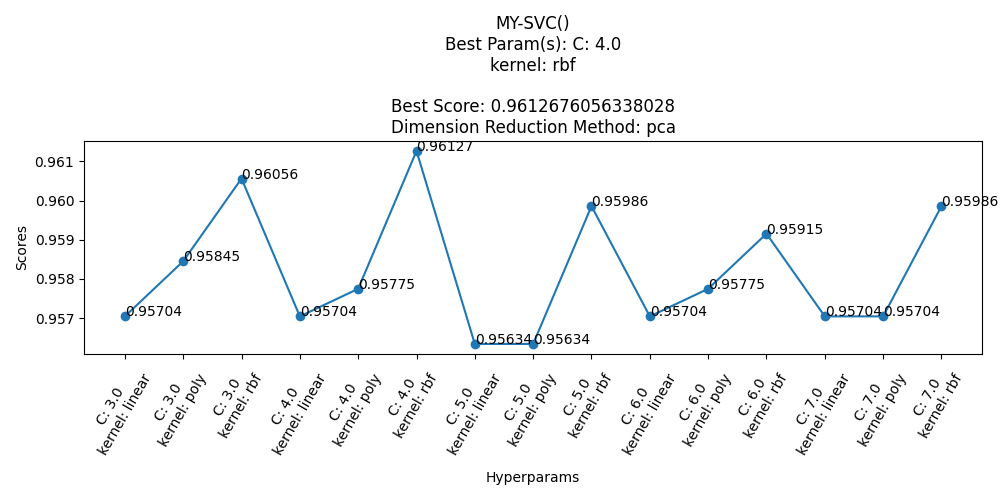 MY-SVC()
Best Param(s): C: 4.0
kernel: rbf
Best Score: 0.9612676056338028
Dimension Reduction Method: pca
Scores
0.961
0.960
0.959
0.958
0.957
0.95704
0.95845
0.96056
0.95704
0.95775
0.96127
0.95634
0.95634
0.95986
0.95704
0.95775
0.95915
0.95704
0.95704
0.95986
C: 3.0
kernel: linear
C: 3.0
kernel: poly
C: 3.0
kernel: rbf
C: 4.0
kernel: linear
C: 4.0
kernel: poly
C: 4.0
kernel: rbf
C: 5.0
kernel: linear
C: 5.0
kernel: poly
C: 5.0
kernel: rbf
C: 6.0
kernel: linear
C: 6.0
kernel: poly
C: 6.0
kernel: rbf
C: 7.0
kernel: linear
C: 7.0
kernel: poly
C: 7.0
kernel: rbf
Hyperparams